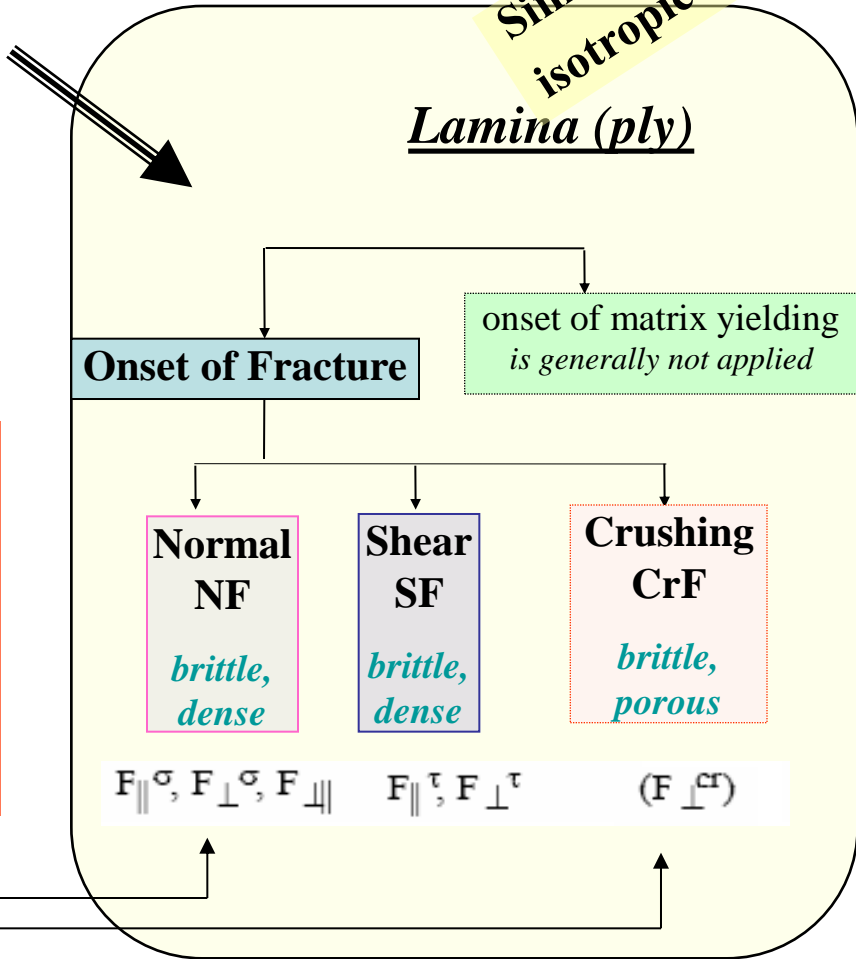 isotropic
Lamina (ply)
onset of matrix yielding
is generally not applied
Onset of Fracture
Normal
NF
brittle,
dense
Shear
SF
brittle,
dense
Crushing
CrF
brittle,
porous
F∥σ, F⊥σ, F⊥∥
F∥τ, F⊥τ
(F⊥cr)